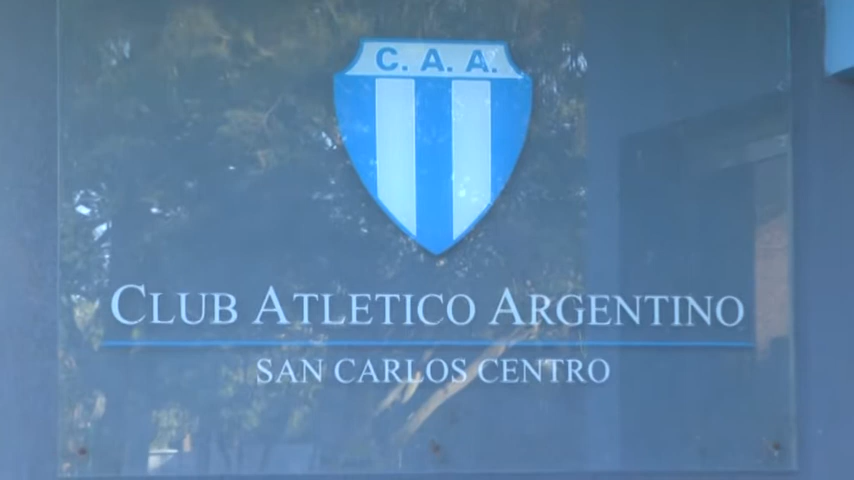 C. A. A.
CLUB ATLETICO ARGENTINO
SAN CARLOS CENTRO